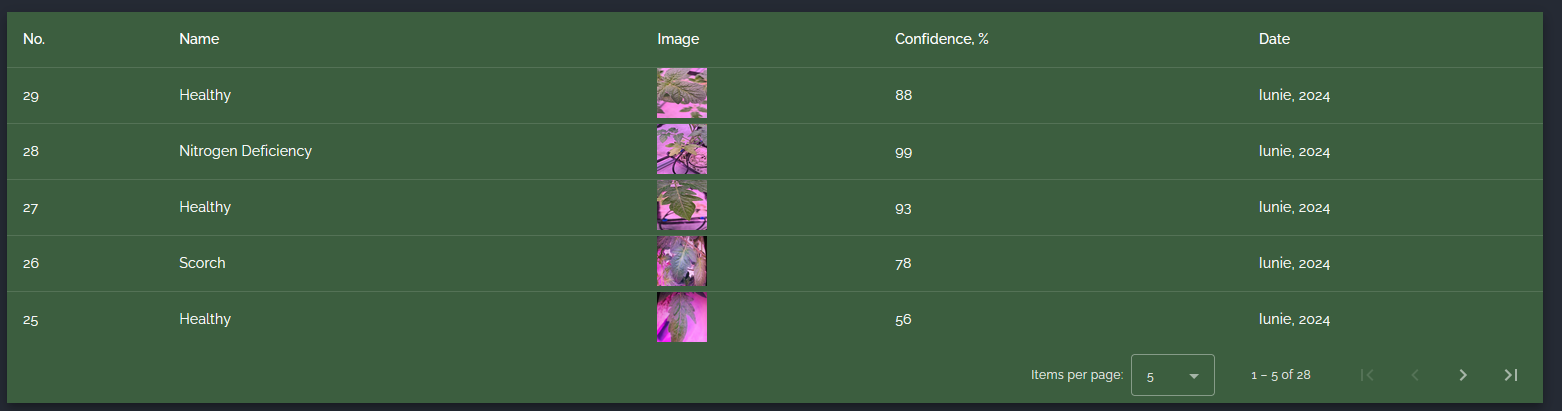 No. Name Image Confidence, % Date
29 Healthy 88 Iunie, 2024
28 Nitrogen Deficiency 99 Iunie, 2024
27 Healthy 93 Iunie, 2024
26 Scorch 78 Iunie, 2024
25 Healthy 56 Iunie, 2024
Items per page: 5 1 – 5 of 28